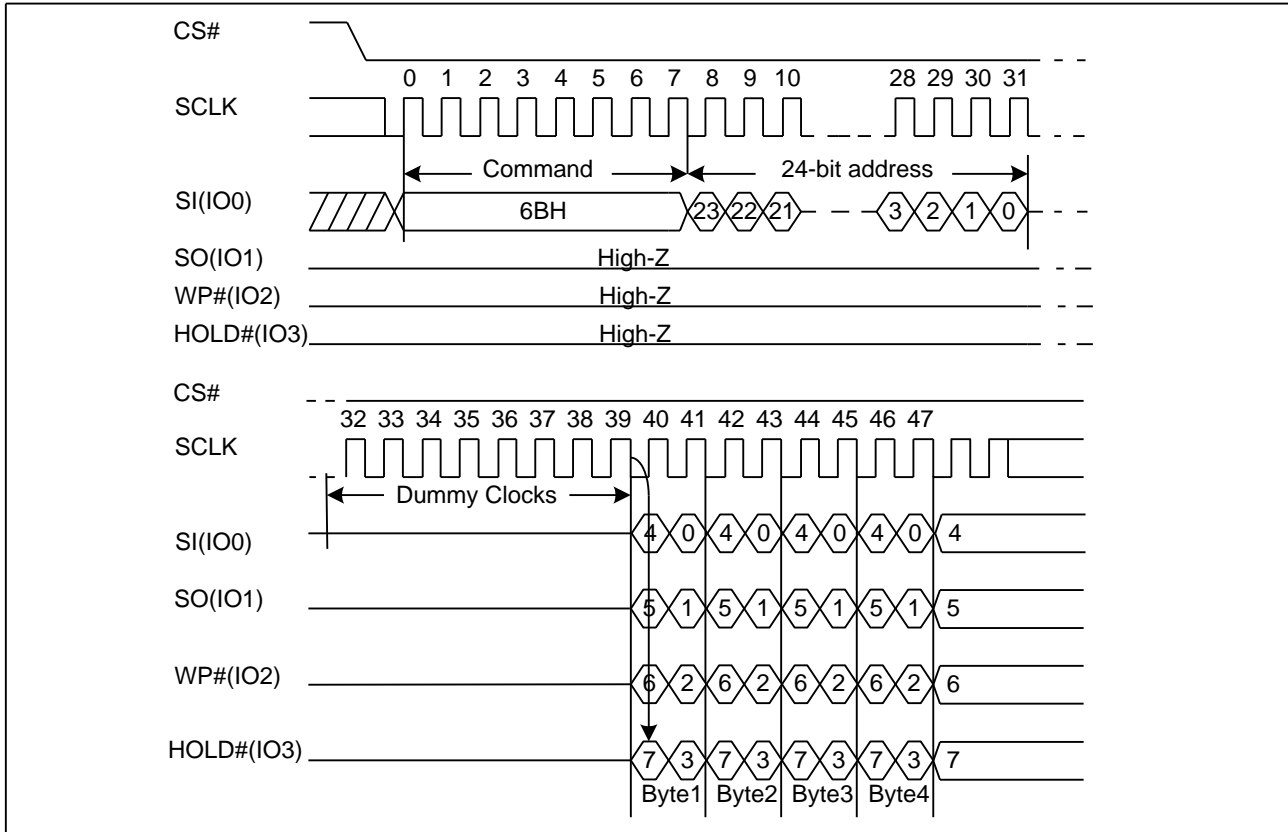 CS#
0 1 2 3 4 5 6 7 8 9 10 28 29 30 31
SCLK
Command 24-bit address
SI(IO0) 6BH 23 22 21 3 2 1 0
SO(IO1) High-Z
WP#(IO2) High-Z
HOLD#(IO3) High-Z
CS#
32 33 34 35 36 37 38 39 40 41 42 43 44 45 46 47
SCLK
Dummy Clocks
SI(IO0) 4 0 4 0 4 0 4 0 4
SO(IO1) 5 1 5 1 5 1 5 1 5
WP#(IO2) 6 2 6 2 6 2 6 2 6
HOLD#(IO3) 7 3 7 3 7 3 7 3 7
Byte1 Byte2 Byte3 Byte4